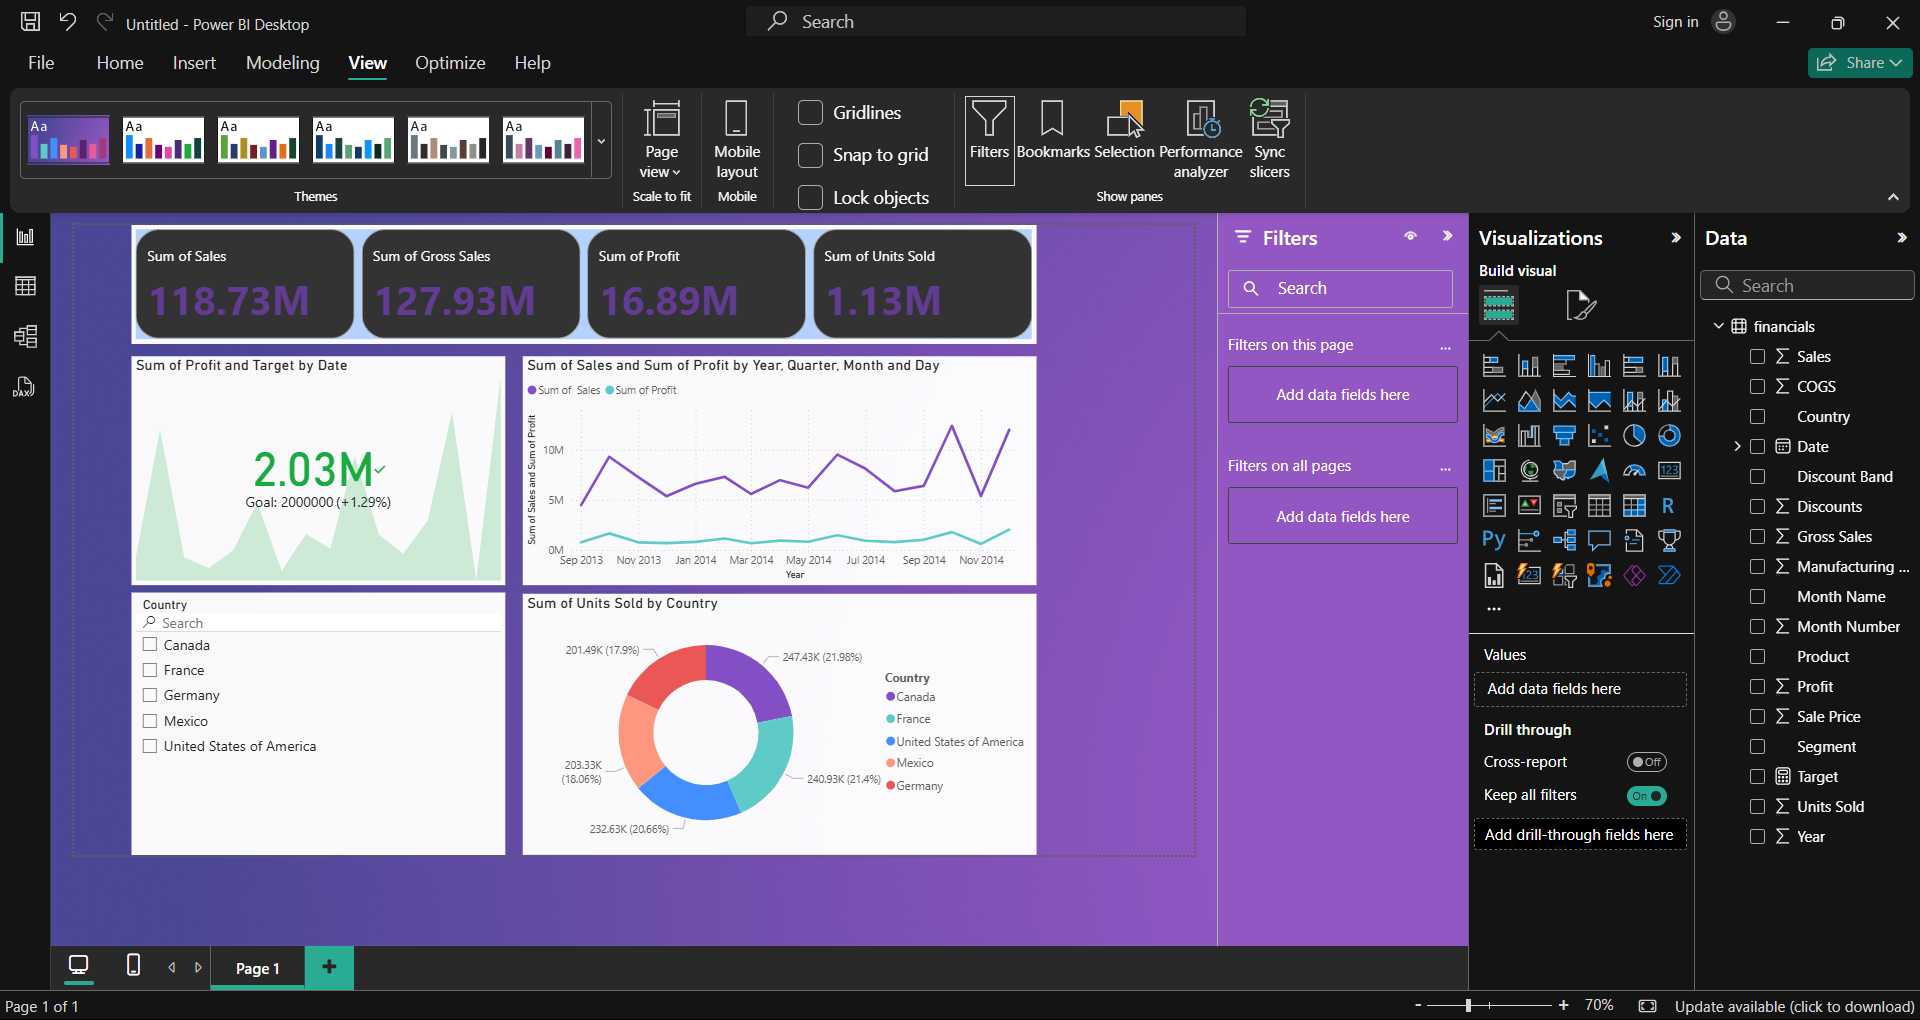 Untitled - Power BI Desktop
Search
Sign in
File
Home
Insert
Modeling
View
Optimize
Help
Share
Aa
Aa
Aa
Aa
Aa
Aa
Themes
Page
view
Scale to fit
Mobile
layout
Mobile
Gridlines
Snap to grid
Lock objects
Filters
Bookmarks
Selection
Performance
analyzer
Sync
slicers
Show panes
Sum of Sales
118.73M
Sum of Gross Sales
127.93M
Sum of Profit
16.89M
Sum of Units Sold
1.13M
Sum of Profit and Target by Date
2.03M
Goal: 2000000 (+1.29%)
Sum of Sales and Sum of Profit by Year, Quarter, Month and Day
Sum of Sales
Sum of Profit
Sum of Sales and Sum of Profit
10M
5M
0M
Sep 2013
Nov 2013
Jan 2014
Mar 2014
May 2014
Jul 2014
Sep 2014
Nov 2014
Year
Country
Search
Canada
France
Germany
Mexico
United States of America
Sum of Units Sold by Country
201.49K (17.9%)
247.43K (21.98%)
203.33K
(18.06%)
240.93K (21.4%)
232.63K (20.66%)
Country
Canada
France
United States of America
Mexico
Germany
Filters
Search
Filters on this page
...
Add data fields here
Filters on all pages
...
Add data fields here
Visualizations
Build visual
123
R
Py
123
...
Values
Add data fields here
Drill through
Cross-report
Off
Keep all filters
On
Add drill-through fields here
Data
Search
financials
Sales
COGS
Country
Date
Discount Band
Discounts
Gross Sales
Manufacturing ...
Month Name
Month Number
Product
Profit
Sale Price
Segment
Target
Units Sold
Year
DAX
Page 1
Page 1 of 1
70%
Update available (click to download)